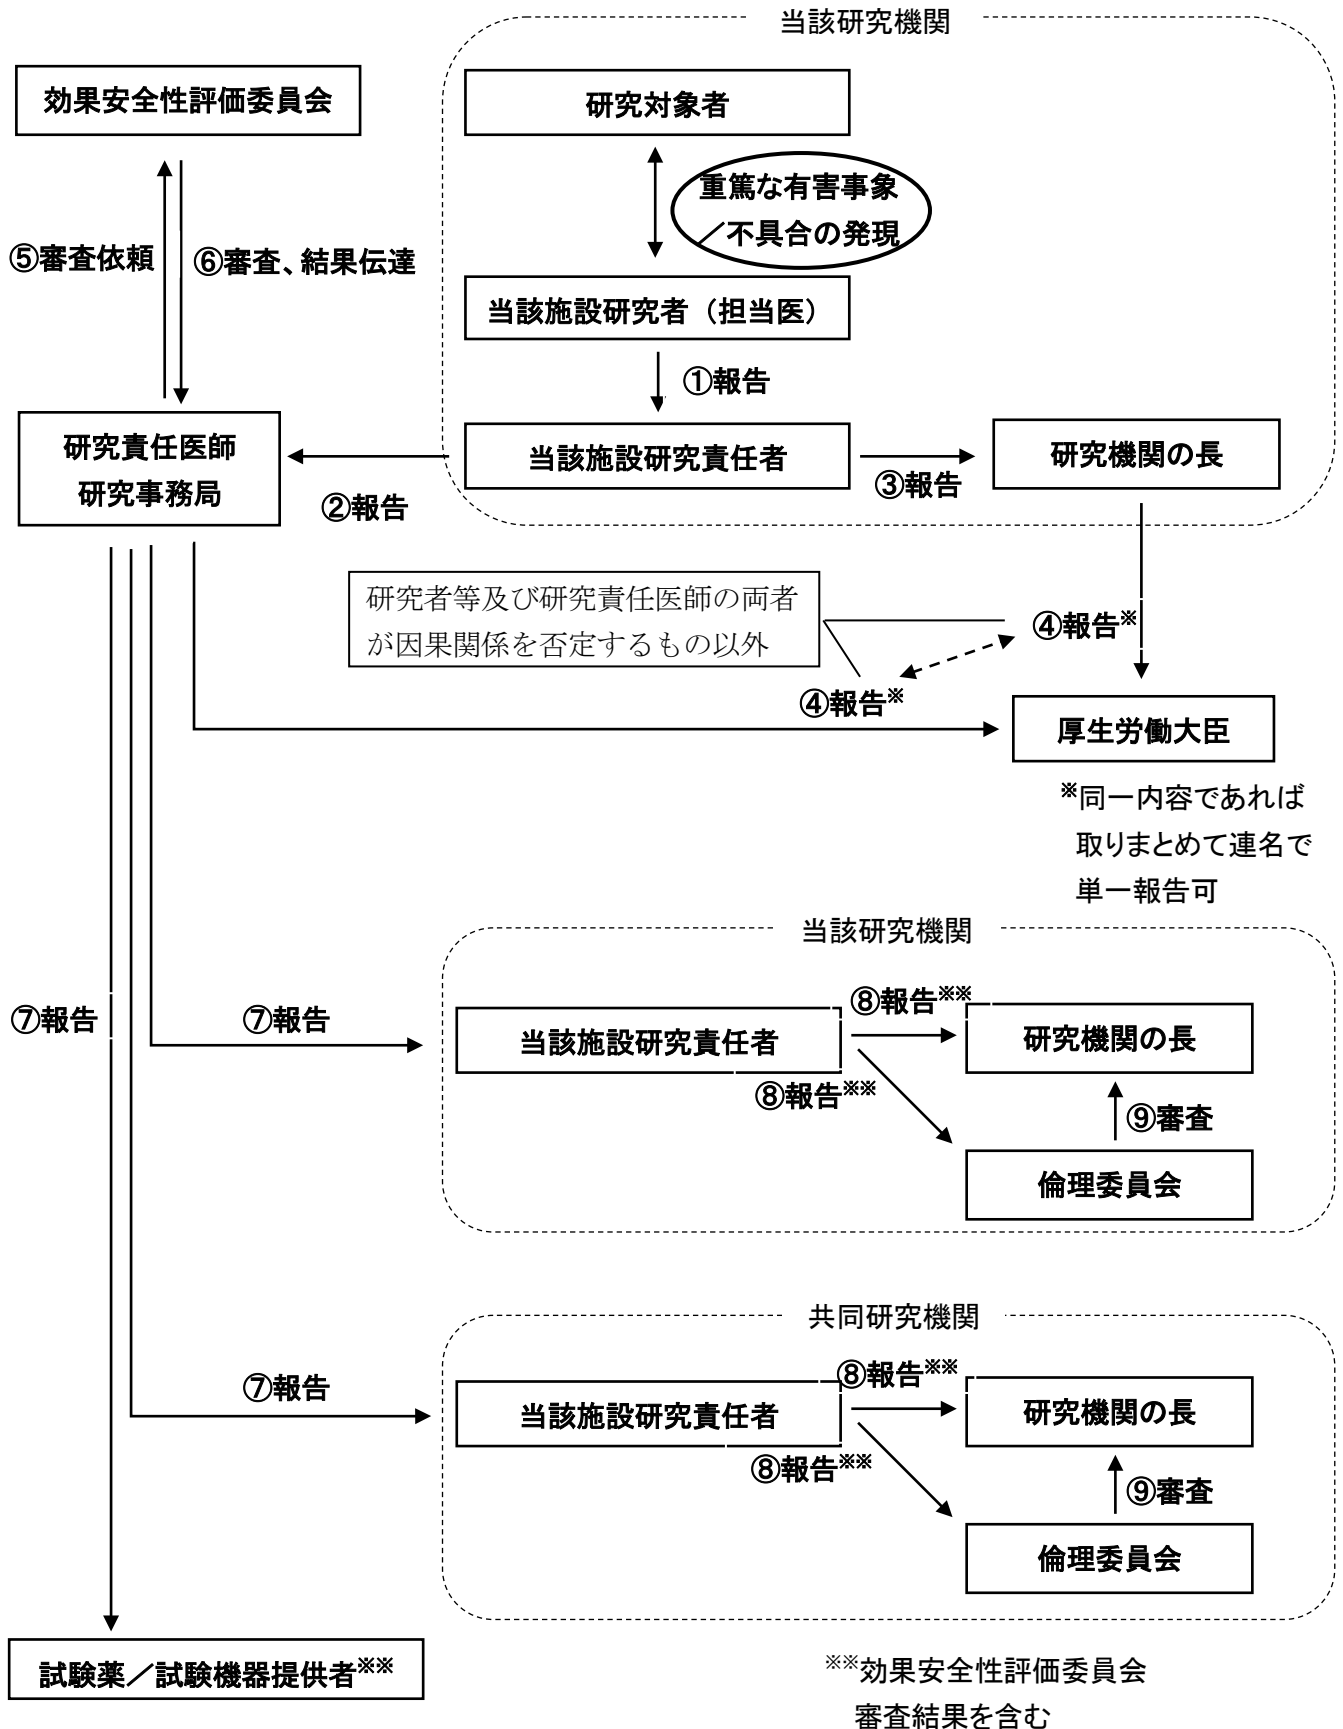 当該研究機関
効果安全性評価委員会
研究対象者
重篤な有害事象
／不具合の発現
⑤審査依頼
⑥審査、結果伝達
当該施設研究者（担当医）
①報告
研究責任医師
研究事務局
当該施設研究責任者
研究機関の長
②報告
③報告
研究者等及び研究責任医師の両者
が因果関係を否定するもの以外
④報告※
④報告※
厚生労働大臣
※同一内容であれば
取りまとめて連名で
単一報告可
当該研究機関
⑦報告
⑦報告
⑧報告※※
当該施設研究責任者
研究機関の長
⑧報告※※
⑨審査
倫理委員会
共同研究機関
⑦報告
⑧報告※※
当該施設研究責任者
研究機関の長
⑧報告※※
⑨審査
倫理委員会
試験薬／試験機器提供者※※
※※効果安全性評価委員会
審査結果を含む